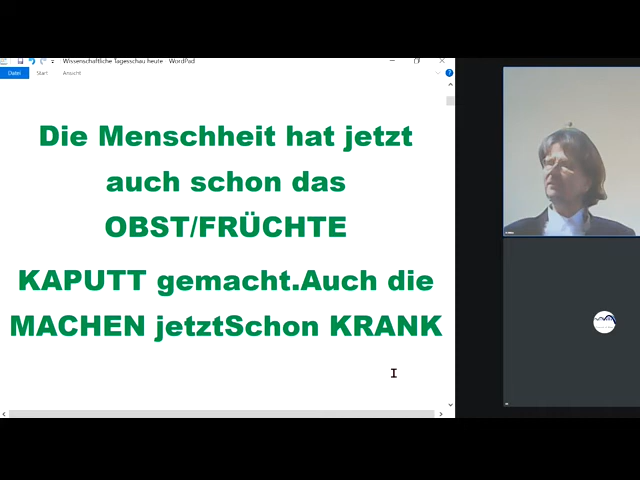 Wissenschaftliche Tagesschau heute - WordPad
Datei Start Ansicht
Die Menschheit hat jetzt
auch schon das
OBST/FRÜCHTE
KAPUTT gemacht.Auch die
MACHEN jetztSchon KRANK